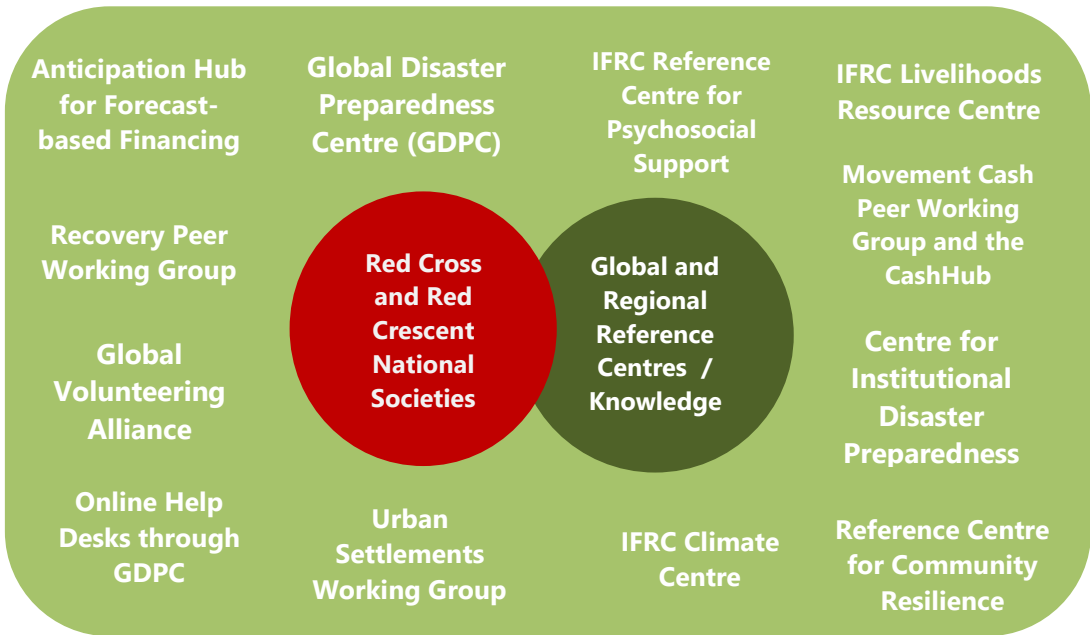 Anticipation Hub
for Forecast-
based Financing
Global Disaster
Preparedness
Centre (GDPC)
IFRC Reference
Centre for
Psychosocial
Support
IFRC Livelihoods
Resource Centre
Movement Cash
Peer Working
Group and the
CashHub
Recovery Peer
Working Group
Red Cross
and Red
Crescent
National
Societies
Global and
Regional
Reference
Centres /
Knowledge
Global
Volunteering
Alliance
Centre for
Institutional
Disaster
Preparedness
Online Help
Desks through
GDPC
Urban
Settlements
Working Group
IFRC Climate
Centre
Reference Centre
for Community
Resilience